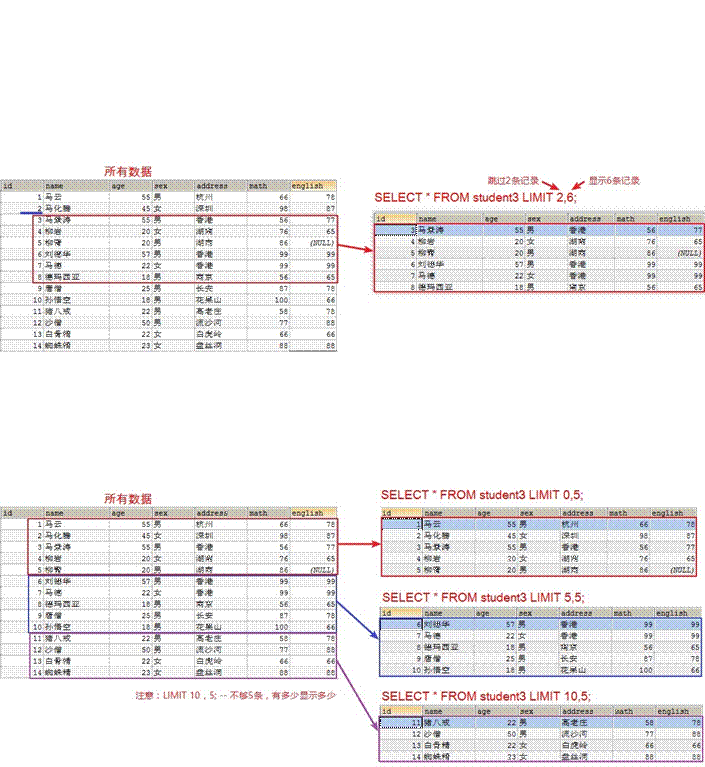 所有数据
id name age sex address math english
1 马云 55 男 杭州 66 78
2 马化腾 45 女 深圳 98 87
3 马景涛 55 男 香港 56 77
4 柳岩 20 女 湖南 76 65
5 柳青 20 男 湖南 86 (NULL)
6 刘德华 57 男 香港 99 99
7 马德 22 女 香港 99 99
8 德玛西亚 18 男 南京 56 65
9 唐僧 25 男 长安 87 78
10 孙悟空 18 男 花果山 100 66
11 猪八戒 22 男 高老庄 58 78
12 沙僧 50 男 流沙河 77 88
13 白骨精 22 女 白虎岭 66 66
14 蜘蛛精 23 女 盘丝洞 88 88
跳过2条记录 显示6条记录
SELECT * FROM student3 LIMIT 2,6;
id name age sex address math english
3 马景涛 55 男 香港 56 77
4 柳岩 20 女 湖南 76 65
5 柳青 20 男 湖南 86 (NULL)
6 刘德华 57 男 香港 99 99
7 马德 22 女 香港 99 99
8 德玛西亚 18 男 南京 56 65
所有数据
id name age sex address math english
1 马云 55 男 杭州 66 78
2 马化腾 45 女 深圳 98 87
3 马景涛 55 男 香港 56 77
4 柳岩 20 女 湖南 76 65
5 柳青 20 男 湖南 86 (NULL)
6 刘德华 57 男 香港 99 99
7 马德 22 女 香港 99 99
8 德玛西亚 18 男 南京 56 65
9 唐僧 25 男 长安 87 78
10 孙悟空 18 男 花果山 100 66
11 猪八戒 22 男 高老庄 58 78
12 沙僧 50 男 流沙河 77 88
13 白骨精 22 女 白虎岭 66 66
14 蜘蛛精 23 女 盘丝洞 88 88
注意：LIMIT 10，5; -- 不够5条，有多少显示多少
SELECT * FROM student3 LIMIT 0,5;
id name age sex address math english
1 马云 55 男 杭州 66 78
2 马化腾 45 女 深圳 98 87
3 马景涛 55 男 香港 56 77
4 柳岩 20 女 湖南 76 65
5 柳青 20 男 湖南 86 (NULL)
SELECT * FROM student3 LIMIT 5,5;
id name age sex address math english
6 刘德华 57 男 香港 99 99
7 马德 22 女 香港 99 99
8 德玛西亚 18 男 南京 56 65
9 唐僧 25 男 长安 87 78
10 孙悟空 18 男 花果山 100 66
SELECT * FROM student3 LIMIT 10,5;
id name age sex address math english
11 猪八戒 22 男 高老庄 58 78
12 沙僧 50 男 流沙河 77 88
13 白骨精 22 女 白虎岭 66 66
14 蜘蛛精 23 女 盘丝洞 88 88